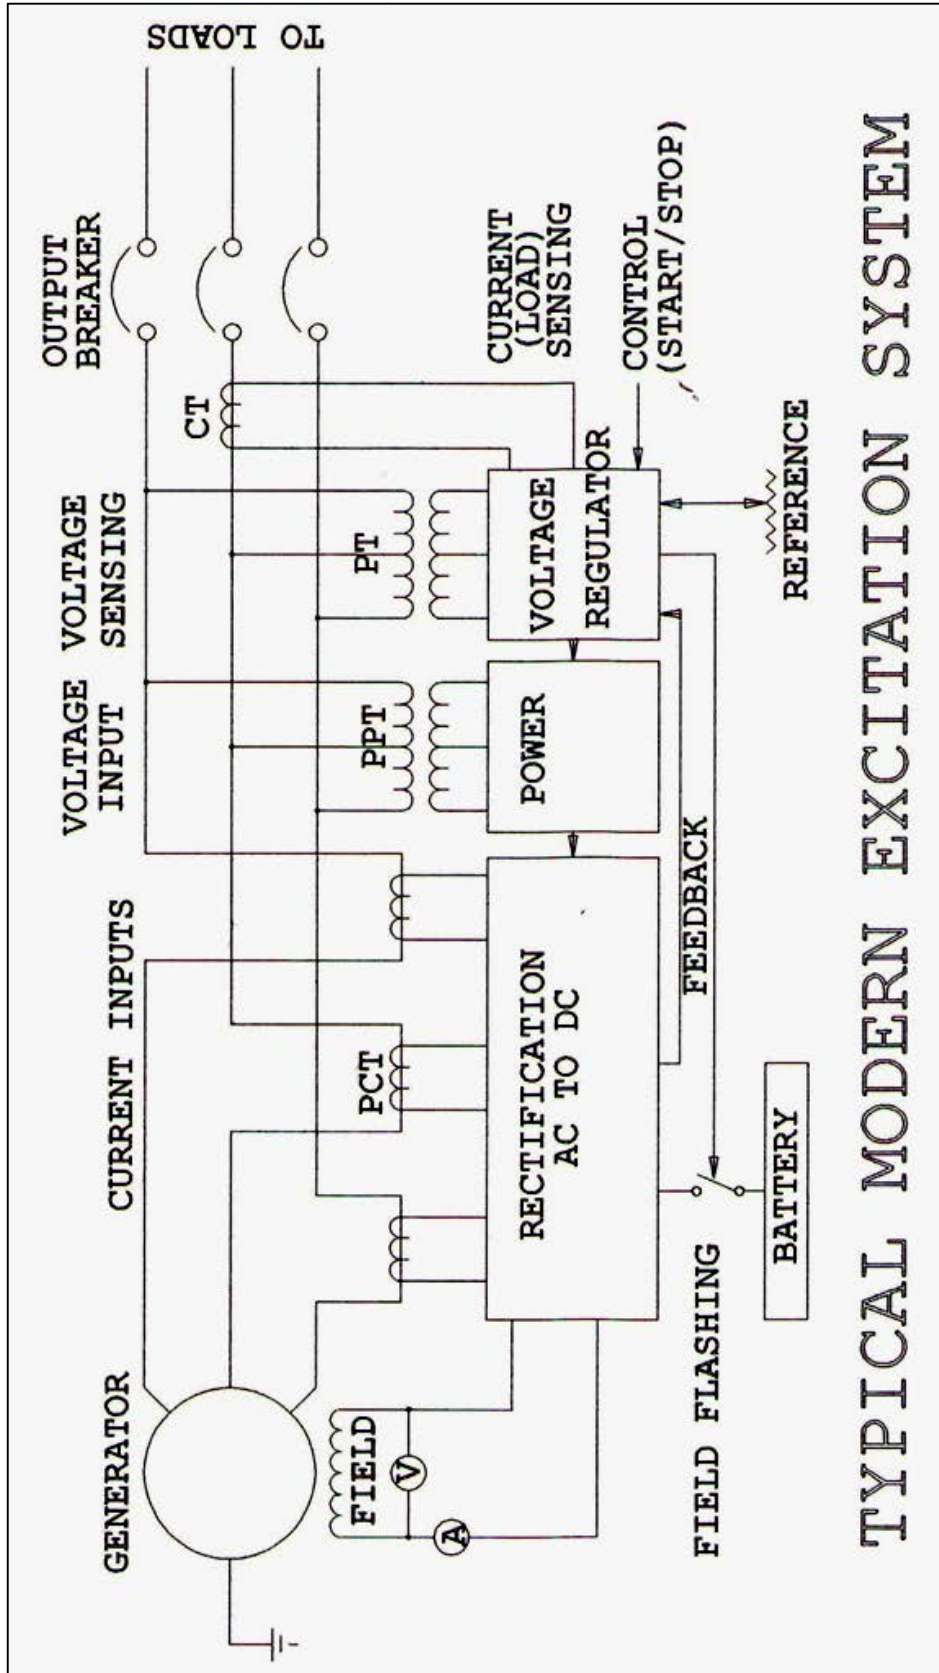 TO LOADS
OUTPUT
BREAKER
CT
CURRENT
(LOAD)
SENSING
CONTROL
(START/STOP)
VOLTAGE
SENSING
PT
VOLTAGE
REGULATOR
REFERENCE
VOLTAGE
INPUT
PPT
POWER
CURRENT INPUTS
PCT
RECTIFICATION
AC TO DC
FEEDBACK
GENERATOR
FIELD
V
A
FIELD FLASHING
BATTERY
TYPICAL MODERN EXCITATION SYSTEM